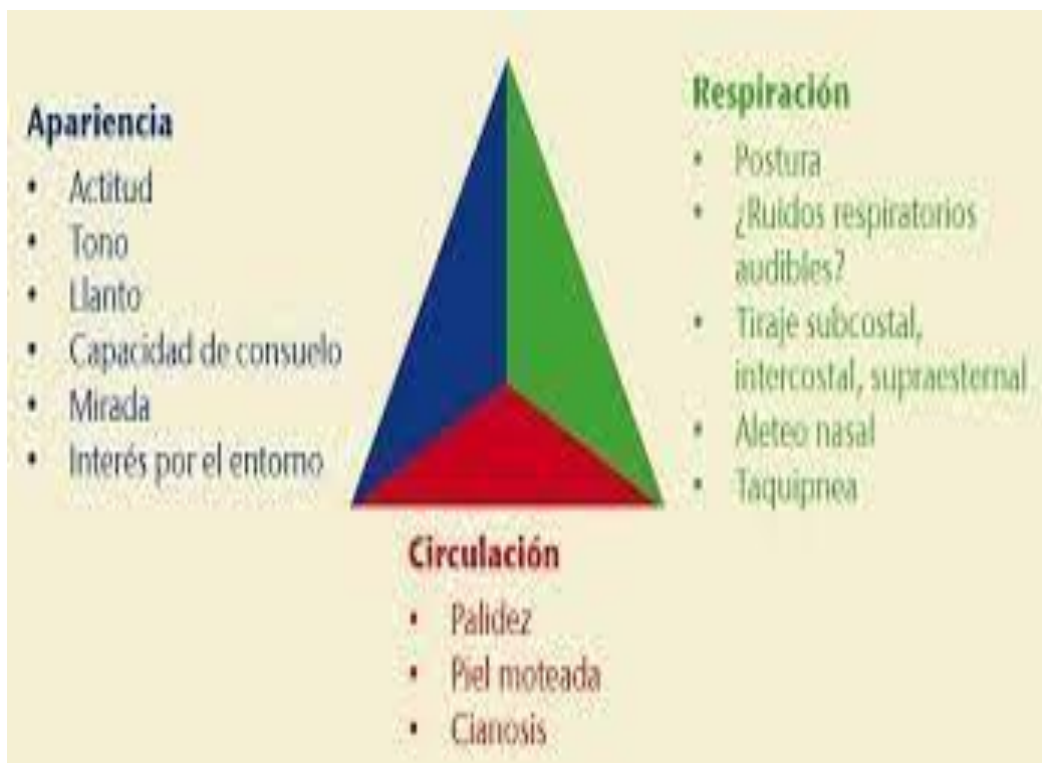 Apariencia
• Actitud
• Tono
• Llanto
• Capacidad de consuelo
• Mirada
• Interés por el entorno
Respiración
• Postura
• ¿Ruidos respiratorios
audibles?
• Tiraje subcostal,
intercostal, supraesternal
• Aleteo nasal
• Taquipnea
Circulación
• Palidez
• Piel moteada
• Cianosis